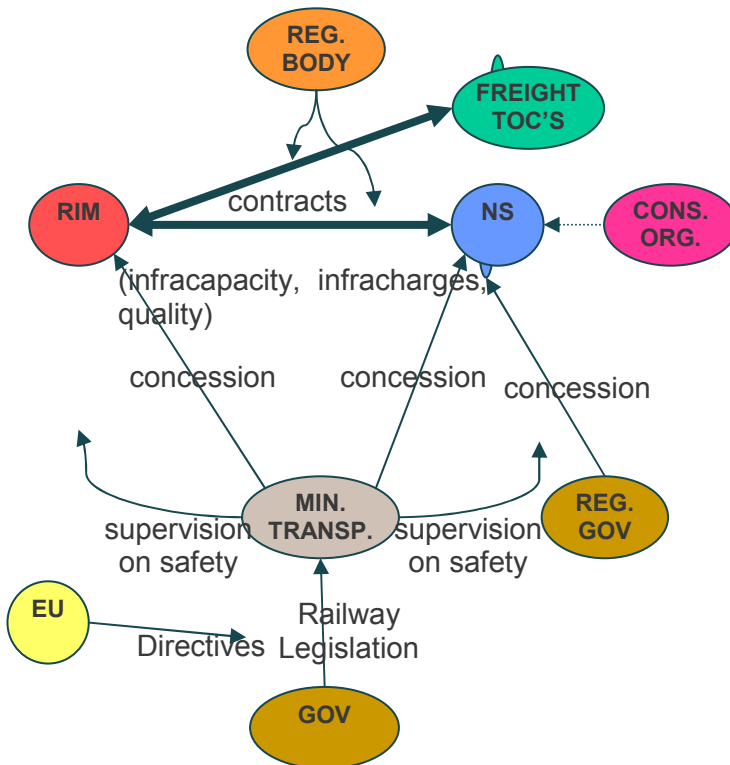 REG.
BODY
FREIGHT
TOC'S
RIM
contracts
NS
CONS.
ORG.
(infracapacity, infracharges,
quality)
concession
concession
concession
MIN.
TRANSP.
REG.
GOV
supervision
on safety
supervision
on safety
EU
Directives
Railway
Legislation
GOV